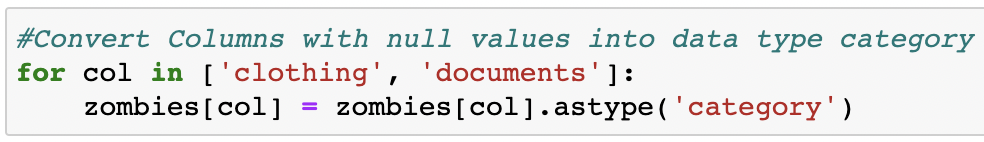 #Convert Columns with null values into data type category
for col in ['clothing', 'documents']:
    zombies[col] = zombies[col].astype('category')